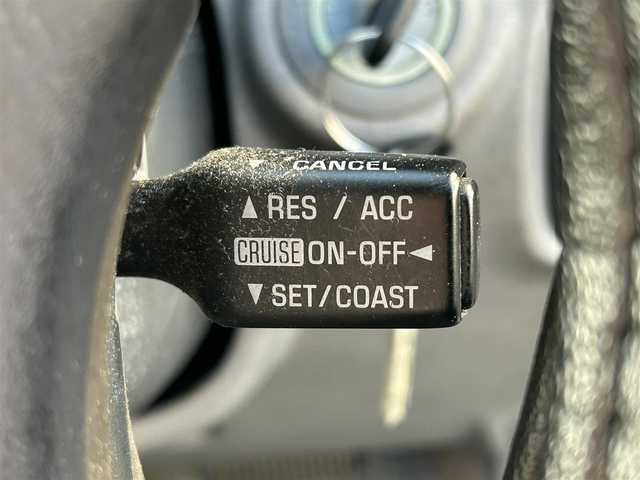 ▼ CANCEL
▲ RES / ACC
CRUISE ON-OFF ◀
▼ SET/COAST